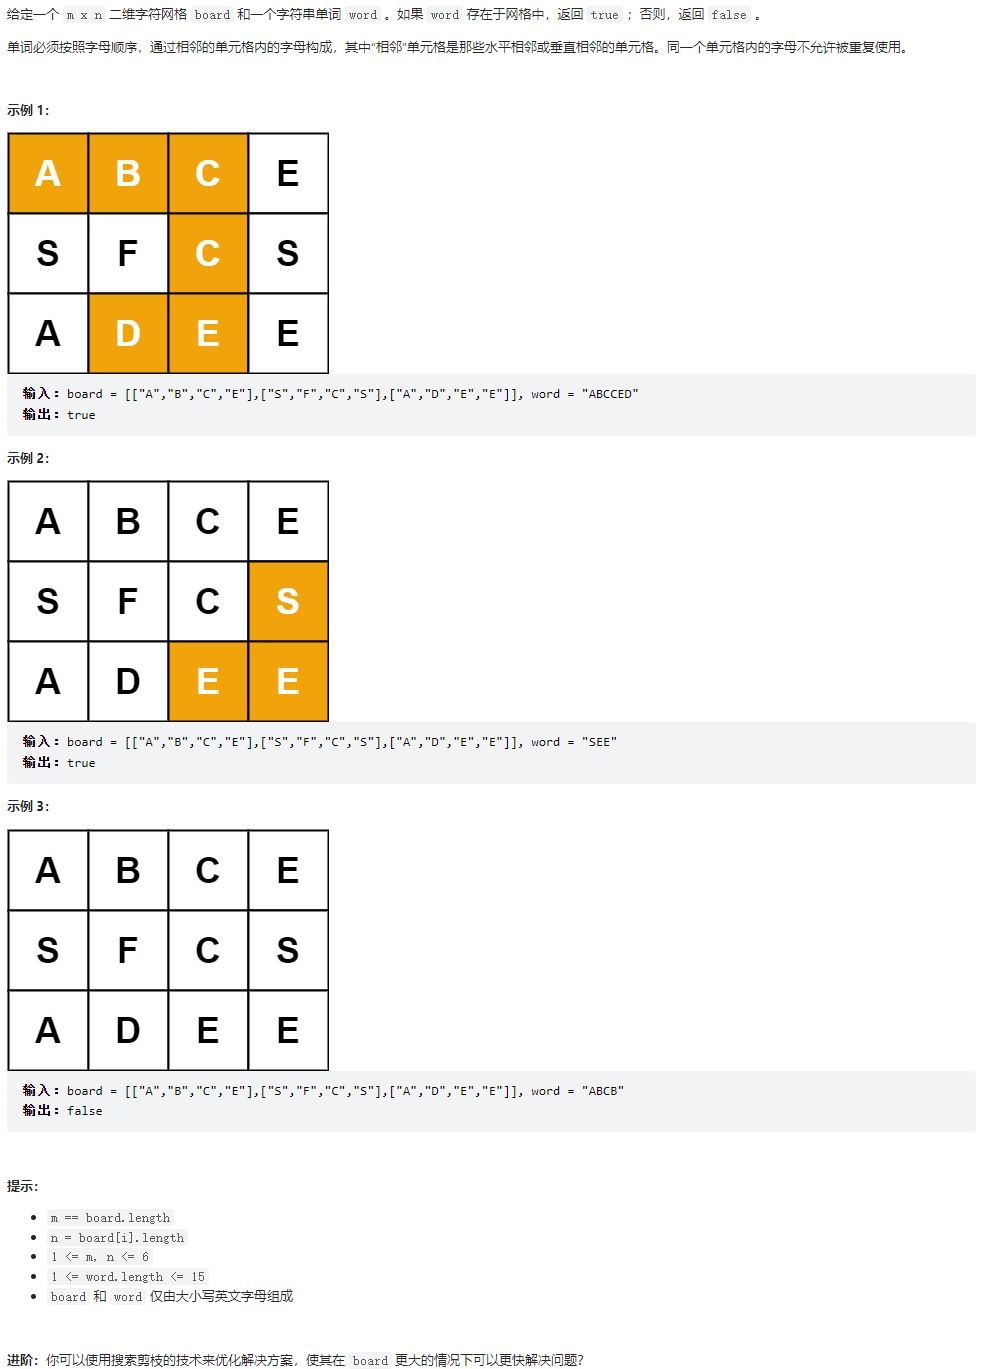 给定一个 m x n 二维字符网格 board 和一个字符串单词 word 。如果 word 存在于网格中，返回 true ；否则，返回 false 。
单词必须按照字母顺序，通过相邻的单元格内的字母构成，其中“相邻”单元格是那些水平相邻或垂直相邻的单元格。同一个单元格内的字母不允许被重复使用。
示例 1：
A B C E
S F C S
A D E E
输入：board = [["A","B","C","E"],["S","F","C","S"],["A","D","E","E"]], word = "ABCCED"
输出：true
示例 2：
A B C E
S F C S
A D E E
输入：board = [["A","B","C","E"],["S","F","C","S"],["A","D","E","E"]], word = "SEE"
输出：true
示例 3：
A B C E
S F C S
A D E E
输入：board = [["A","B","C","E"],["S","F","C","S"],["A","D","E","E"]], word = "ABCB"
输出：false
提示：
m == board.length
n = board[i].length
1 <= m, n <= 6
1 <= word.length <= 15
board 和 word 仅由大小写英文字母组成
进阶：你可以使用搜索剪枝的技术来优化解决方案，使其在 board 更大的情况下可以更快解决问题？